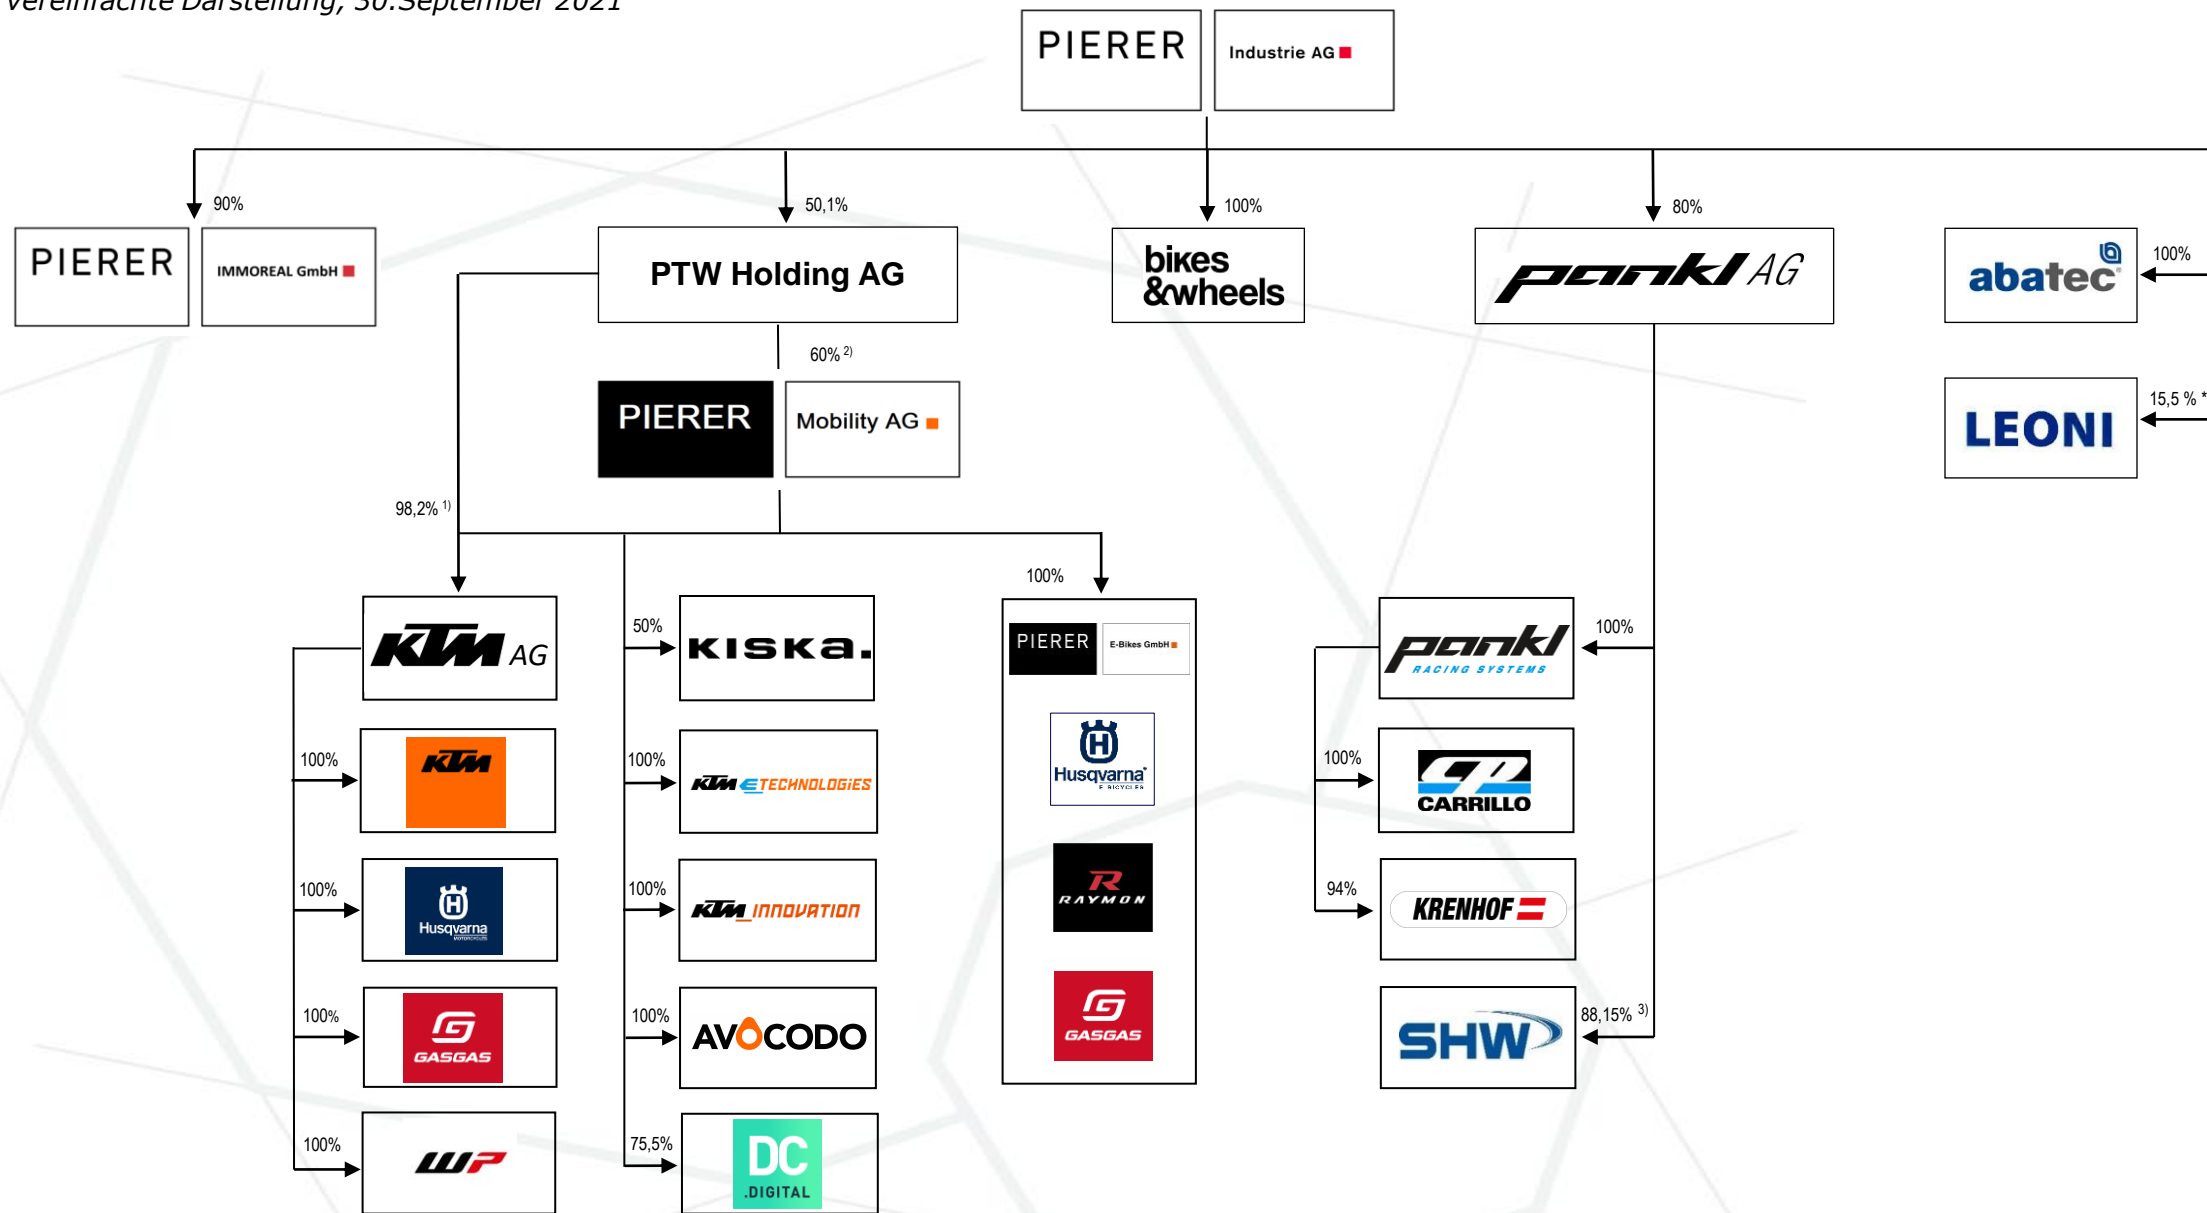 Vereinfachte Darstellung, 30.September 2021
PIERER
Industrie AG
90%
50,1%
100%
80%
PIERER
IMMOREAL GmbH
PTW Holding AG
bikes
&wheels
pankl AG
abatec
100%
60% 2)
PIERER
Mobility AG
LEONI
15,5 % *
98,2% 1)
100%
KTM AG
50%
KISKA.
PIERER
E-Bikes GmbH
pankl
RACING SYSTEMS
100%
100%
KTM
100%
KTM E TECHNOLOGIES
Husqvarna
E-BICYCLES
100%
CP
CARRILLO
100%
Husqvarna
MOTORCYCLES
100%
KTM_INNOVATION
R
RAYMON
94%
KRENHOF
100%
GASGAS
100%
AVOCODO
GASGAS
SHW
88,15% 3)
100%
WP
75,5%
DC
.DIGITAL